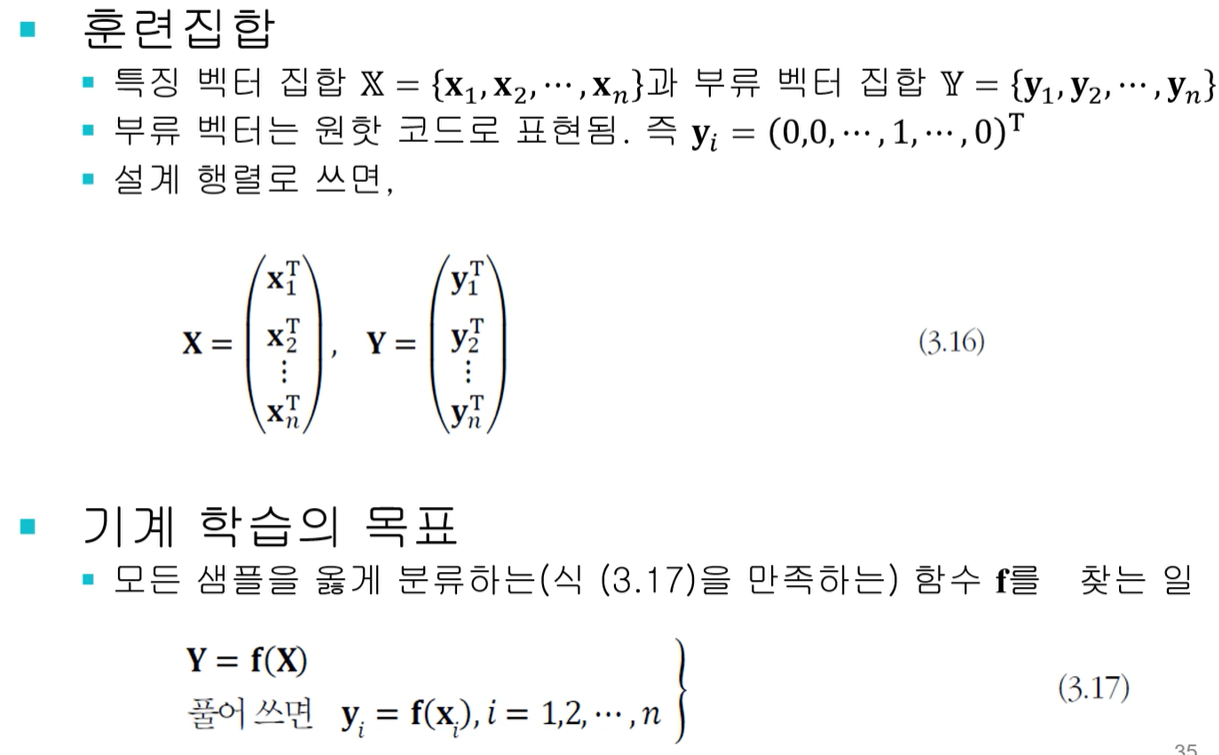 훈련집합
특징 벡터 집합 𝕏 = {x₁, x₂, ⋯, xₙ}과 부류 벡터 집합 𝕐 = {y₁, y₂, ⋯, yₙ}
부류 벡터는 원핫 코드로 표현됨. 즉 yᵢ = (0,0, ⋯, 1, ⋯, 0)ᵀ
설계 행렬로 쓰면,
X = (x₁ᵀ x₂ᵀ ⋮ xₙᵀ), Y = (y₁ᵀ y₂ᵀ ⋮ yₙᵀ) (3.16)
기계 학습의 목표
모든 샘플을 옳게 분류하는(식 (3.17)을 만족하는) 함수 f를 찾는 일
Y = f(X)
풀어 쓰면 yᵢ = f(xᵢ), i = 1,2, ⋯, n } (3.17)
35